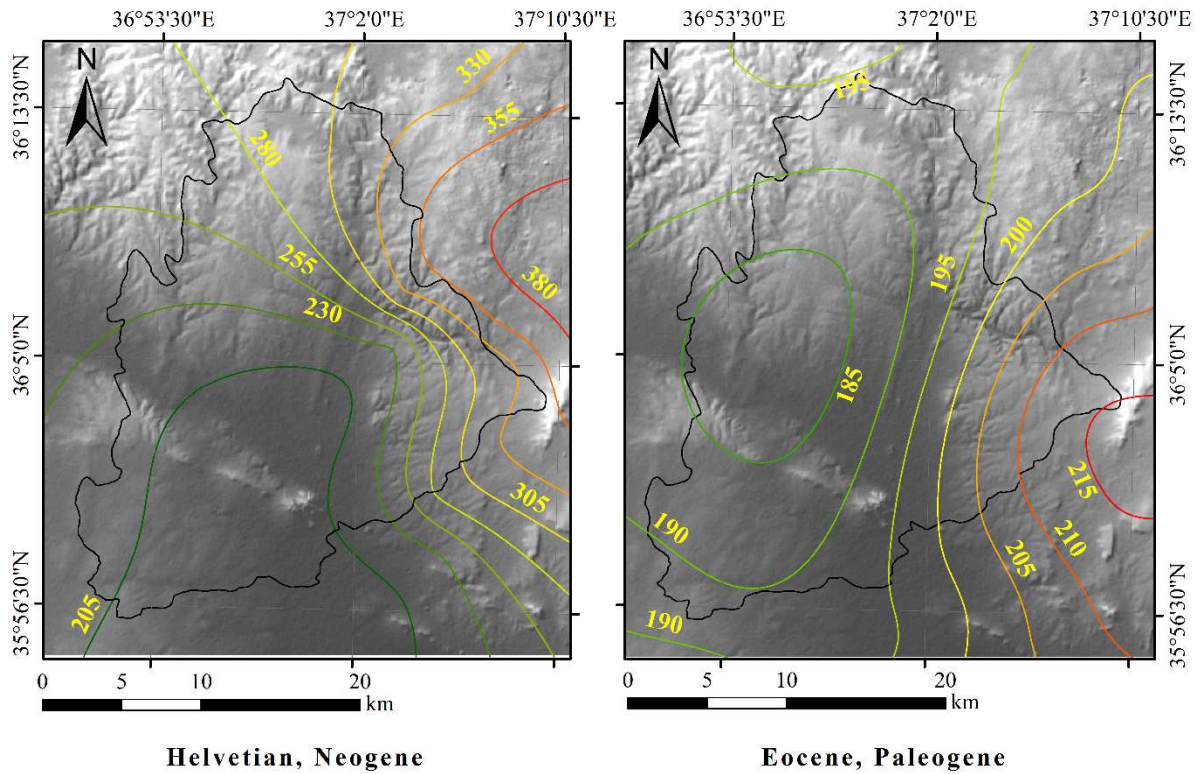 36°53'30"E 37°2'0"E 37°10'30"E
36°53'30"E 37°2'0"E 37°10'30"E
N
N
36°13'30"N
36°5'0"N
35°56'30"N
36°13'30"N
36°5'0"N
35°56'30"N
330
355
280
255
230
380
305
205
195
200
195
185
215
190
210
205
190
0 5 10 20
km
0 5 10 20
km
Helvetian, Neogene
Eocene, Paleogene